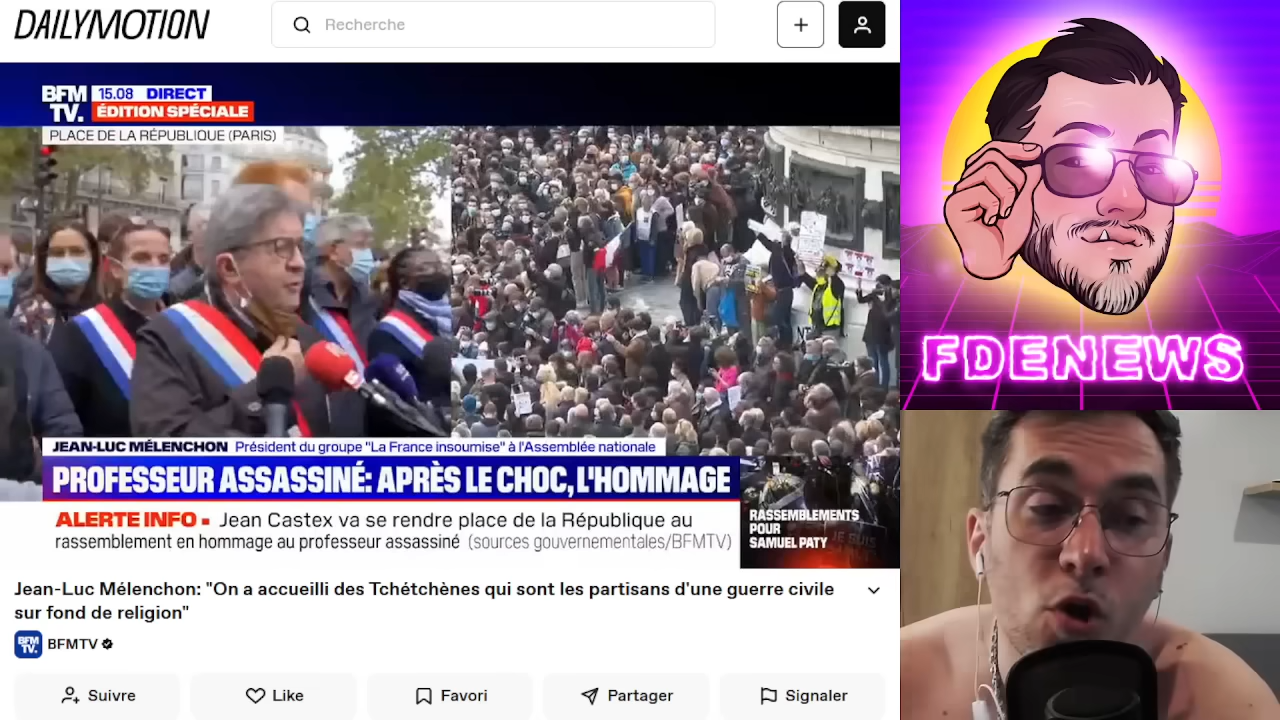 DAILYMOTION
Recherche
BFM
TV.
15.08 DIRECT
ÉDITION SPÉCIALE
PLACE DE LA RÉPUBLIQUE (PARIS)
JEAN-LUC MÉLENCHON Président du groupe "La France insoumise" à l'Assemblée nationale
PROFESSEUR ASSASSINÉ: APRÈS LE CHOC, L'HOMMAGE
ALERTE INFO Jean Castex va se rendre place de la République au
rassemblement en hommage au professeur assassiné (sources gouvernementales/BFMTV)
RASSEMBLEMENTS
POUR
SAMUEL PATY
JE SUIS
Jean-Luc Mélenchon: "On a accueilli des Tchétchènes qui sont les partisans d'une guerre civile
sur fond de religion"
BFM
TV.
BFMTV
Suivre
Like
Favori
Partager
Signaler
FDENEWS